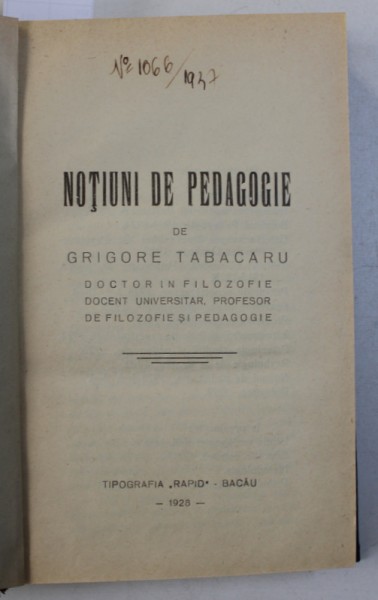 No 1066/1937
NOŢIUNI DE PEDAGOGIE
DE
GRIGORE TABACARU
DOCTOR IN FILOZOFIE
DOCENT UNIVERSITAR, PROFESOR
DE FILOZOFIE ŞI PEDAGOGIE
TIPOGRAFIA „RAPID" - BACĂU
— 1928 —